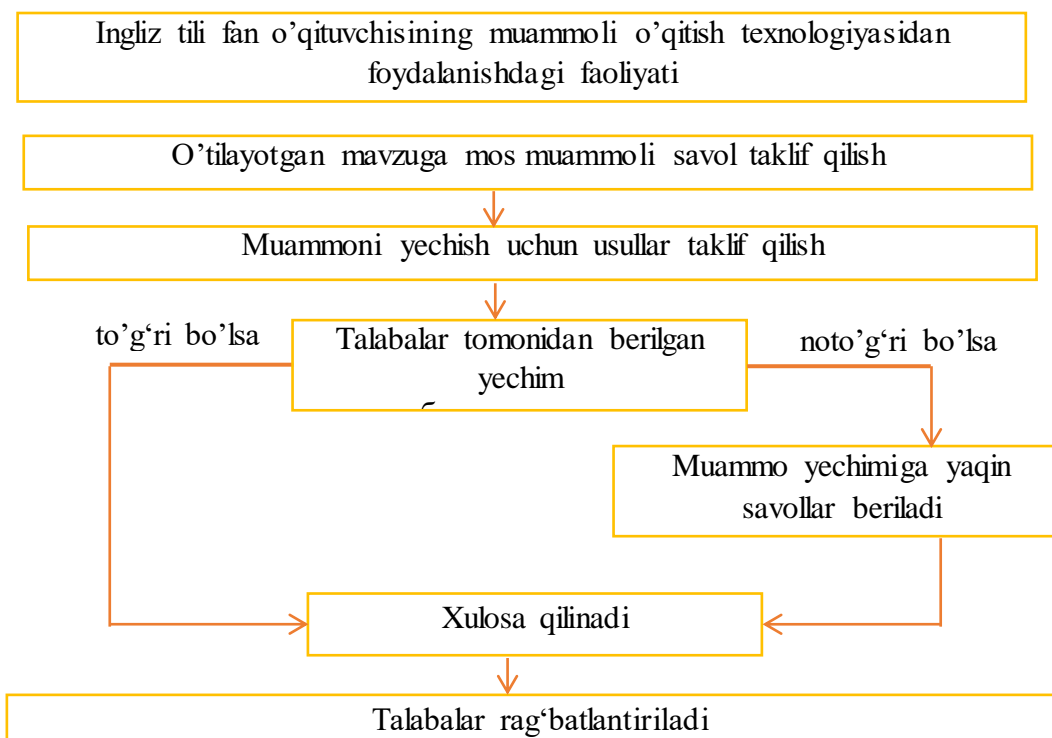 Ingliz tili fan o’qituvchisining muammoli o’qitish texnologiyasidan
foydalanishdagi faoliyati
O’tilayotgan mavzuga mos muammoli savol taklif qilish
Muammoni yechish uchun usullar taklif qilish
to’g‘ri bo’lsa
Talabalar tomonidan berilgan
yechim
noto’g‘ri bo’lsa
Muammo yechimiga yaqin
savollar beriladi
Xulosa qilinadi
Talabalar rag‘batlantiriladi